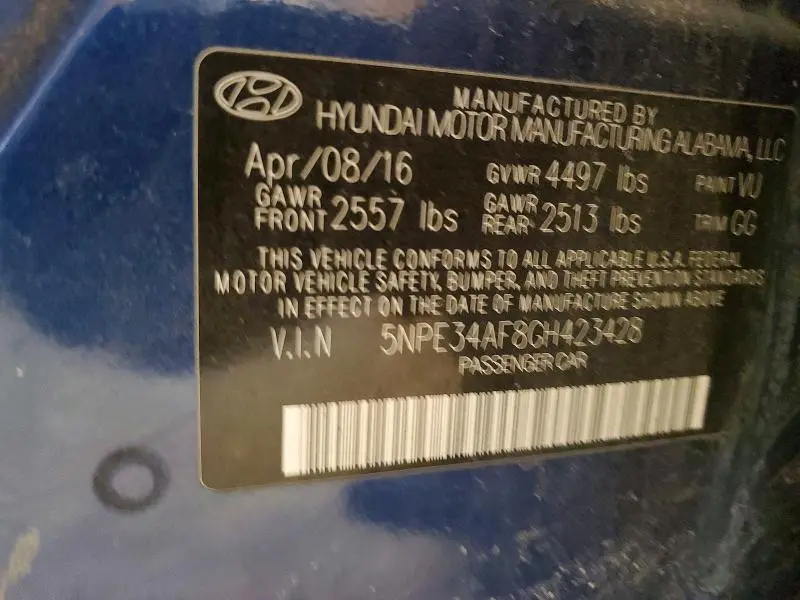 MANUFACTURED BY
HYUNDAI MOTOR MANUFACTURING ALABAMA, LLC
Apr/08/16 GVWR 4497 lbs PAINT VU
GAWR FRONT 2557 lbs GAWR REAR 2513 lbs TRIM GG
THIS VEHICLE CONFORMS TO ALL APPLICABLE U.S.A. FEDERAL
MOTOR VEHICLE SAFETY, BUMPER, AND THEFT PREVENTION STANDARDS
IN EFFECT ON THE DATE OF MANUFACTURE SHOWN ABOVE
V.I.N 5NPE34AF8GH423428
PASSENGER CAR